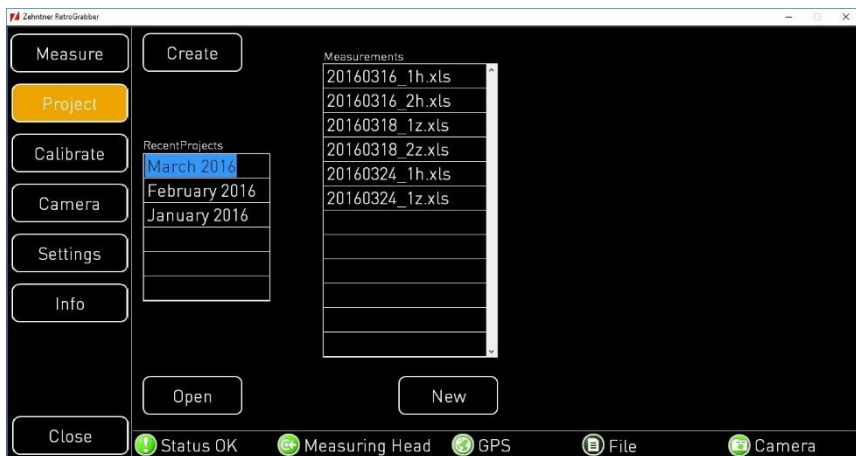 Zehntner RetroGrabber
Measure
Project
Calibrate
Camera
Settings
Info
Close
Create
RecentProjects
March 2016
February 2016
January 2016
Open
Measurements
20160316_1h.xls
20160316_2h.xls
20160318_1z.xls
20160318_2z.xls
20160324_1h.xls
20160324_1z.xls
New
Status OK
Measuring Head
GPS
File
Camera